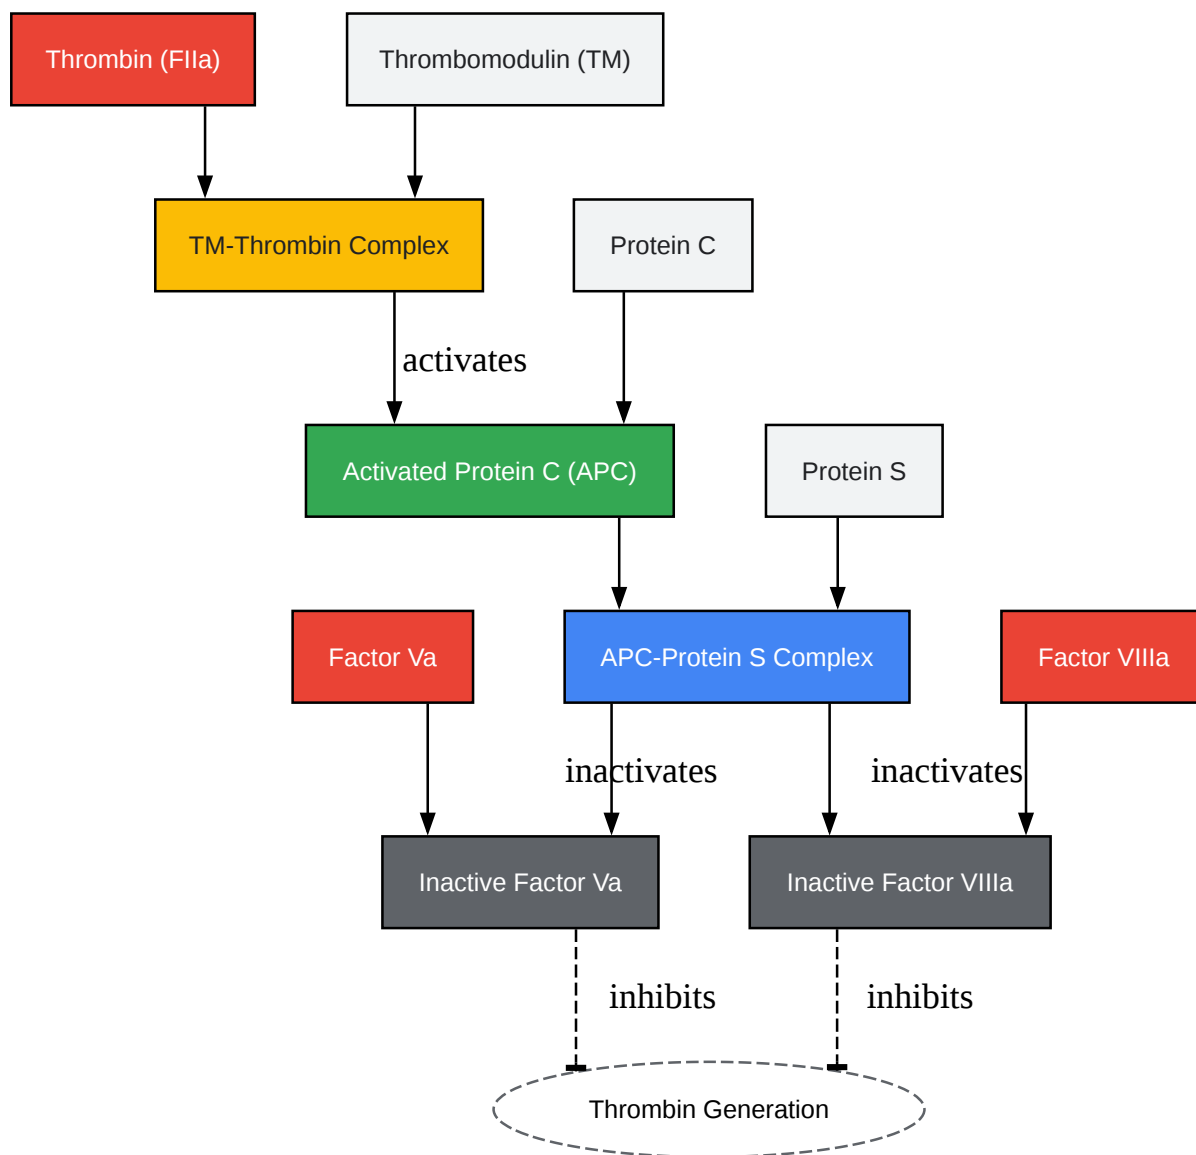 Thrombin (FIIa)
Thrombomodulin (TM)
TM-Thrombin Complex
Protein C
activates
Activated Protein C (APC)
Protein S
Factor Va
APC-Protein S Complex
Factor VIIIa
inactivates
inactivates
Inactive Factor Va
Inactive Factor VIIIa
inhibits
inhibits
Thrombin Generation